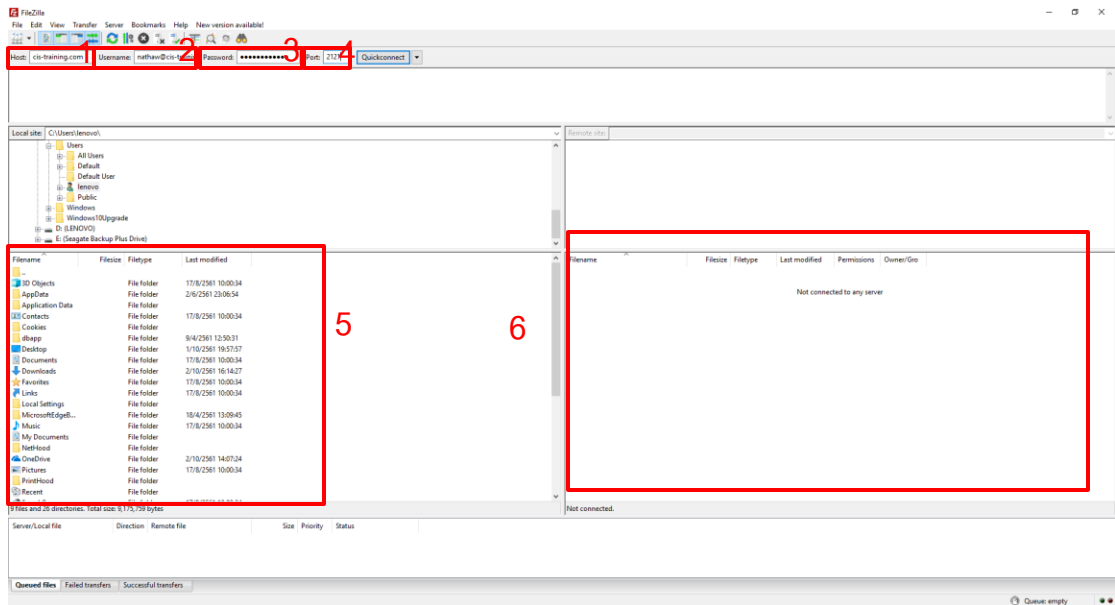 FileZilla
File Edit View Transfer Server Bookmarks Help New version available!
Host: cis-training.com 1 Username: nathaw@cis- 2 Password: ●●●●●●●●●●●● 3 Port: 2121 4 Quickconnect
Local site: C:\Users\lenovo\
Remote site:
Users
All Users
Default
Default User
lenovo
Public
Windows
Windows10Upgrade
D: (LENOVO)
E: (Seagate Backup Plus Drive)
Filename Filesize Filetype Last modified
..
3D Objects File folder 17/8/2561 10:00:34
AppData File folder 2/6/2561 23:06:54
Application Data File folder
Contacts File folder 17/8/2561 10:00:34
Cookies File folder
dbapp File folder 9/4/2561 12:50:31
Desktop File folder 1/10/2561 19:57:57
Documents File folder 17/8/2561 10:00:34
Downloads File folder 2/10/2561 16:14:27
Favorites File folder 17/8/2561 10:00:34
Links File folder 17/8/2561 10:00:34
Local Settings File folder
MicrosoftEdgeB... File folder 18/4/2561 13:09:45
Music File folder 17/8/2561 10:00:34
My Documents File folder
NetHood File folder
OneDrive File folder 2/10/2561 14:07:24
Pictures File folder 17/8/2561 10:00:34
PrintHood File folder
Recent File folder
5
6
Filename Filesize Filetype Last modified Permissions Owner/Gro
Not connected to any server
9 files and 26 directories. Total size: 9,175,759 bytes
Not connected.
Server/Local file Direction Remote file Size Priority Status
Queued files Failed transfers Successful transfers
Queue: empty